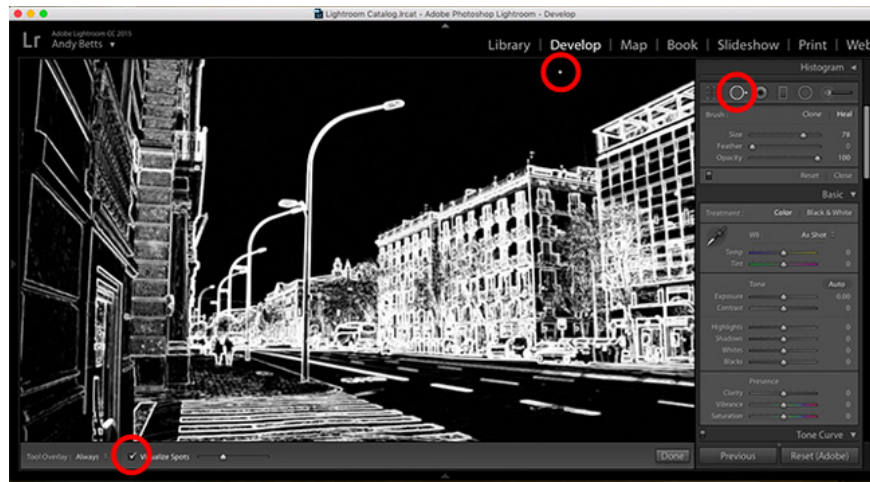 Lightroom Catalog.lrcat - Adobe Photoshop Lightroom - Develop
Lr
Adobe Lightroom CC 2015
Andy Betts
Library | Develop | Map | Book | Slideshow | Print | Web
Histogram
Brush : Clone Heal
Size 78
Feather 0
Opacity 100
Reset Close
Basic
Treatment : Color Black & White
WB : As Shot
Temp 0
Tint 0
Tone Auto
Exposure 0.00
Contrast 0
Highlights 0
Shadows 0
Whites 0
Blacks 0
Presence
Clarity 0
Vibrance 0
Saturation 0
Tone Curve
Tool Overlay : Always Visualize Spots Done Previous Reset (Adobe)